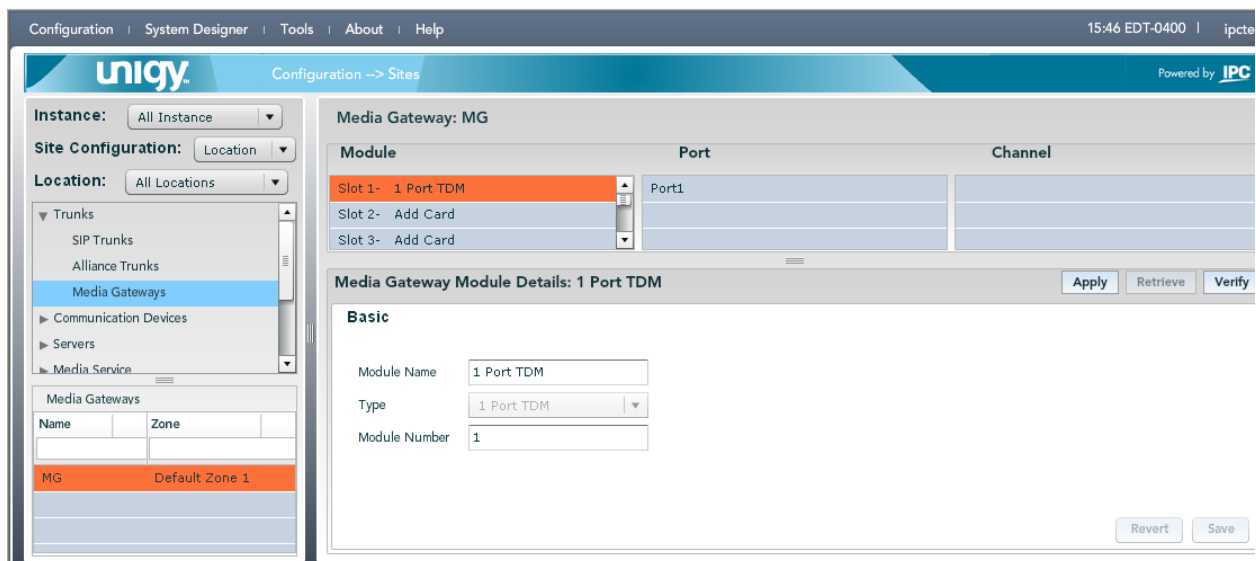 Configuration | System Designer | Tools | About | Help 15:46 EDT-0400 | ipcte
unigy™ Configuration --> Sites Powered by IPC
Instance: All Instance
Site Configuration: Location
Location: All Locations
Trunks
SIP Trunks
Alliance Trunks
Media Gateways
Communication Devices
Servers
Media Service
Media Gateways
Name Zone
MG Default Zone 1
Media Gateway: MG
Module Port Channel
Slot 1- 1 Port TDM Port1
Slot 2- Add Card
Slot 3- Add Card
Media Gateway Module Details: 1 Port TDM Apply Retrieve Verify
Basic
Module Name 1 Port TDM
Type 1 Port TDM
Module Number 1
Revert Save